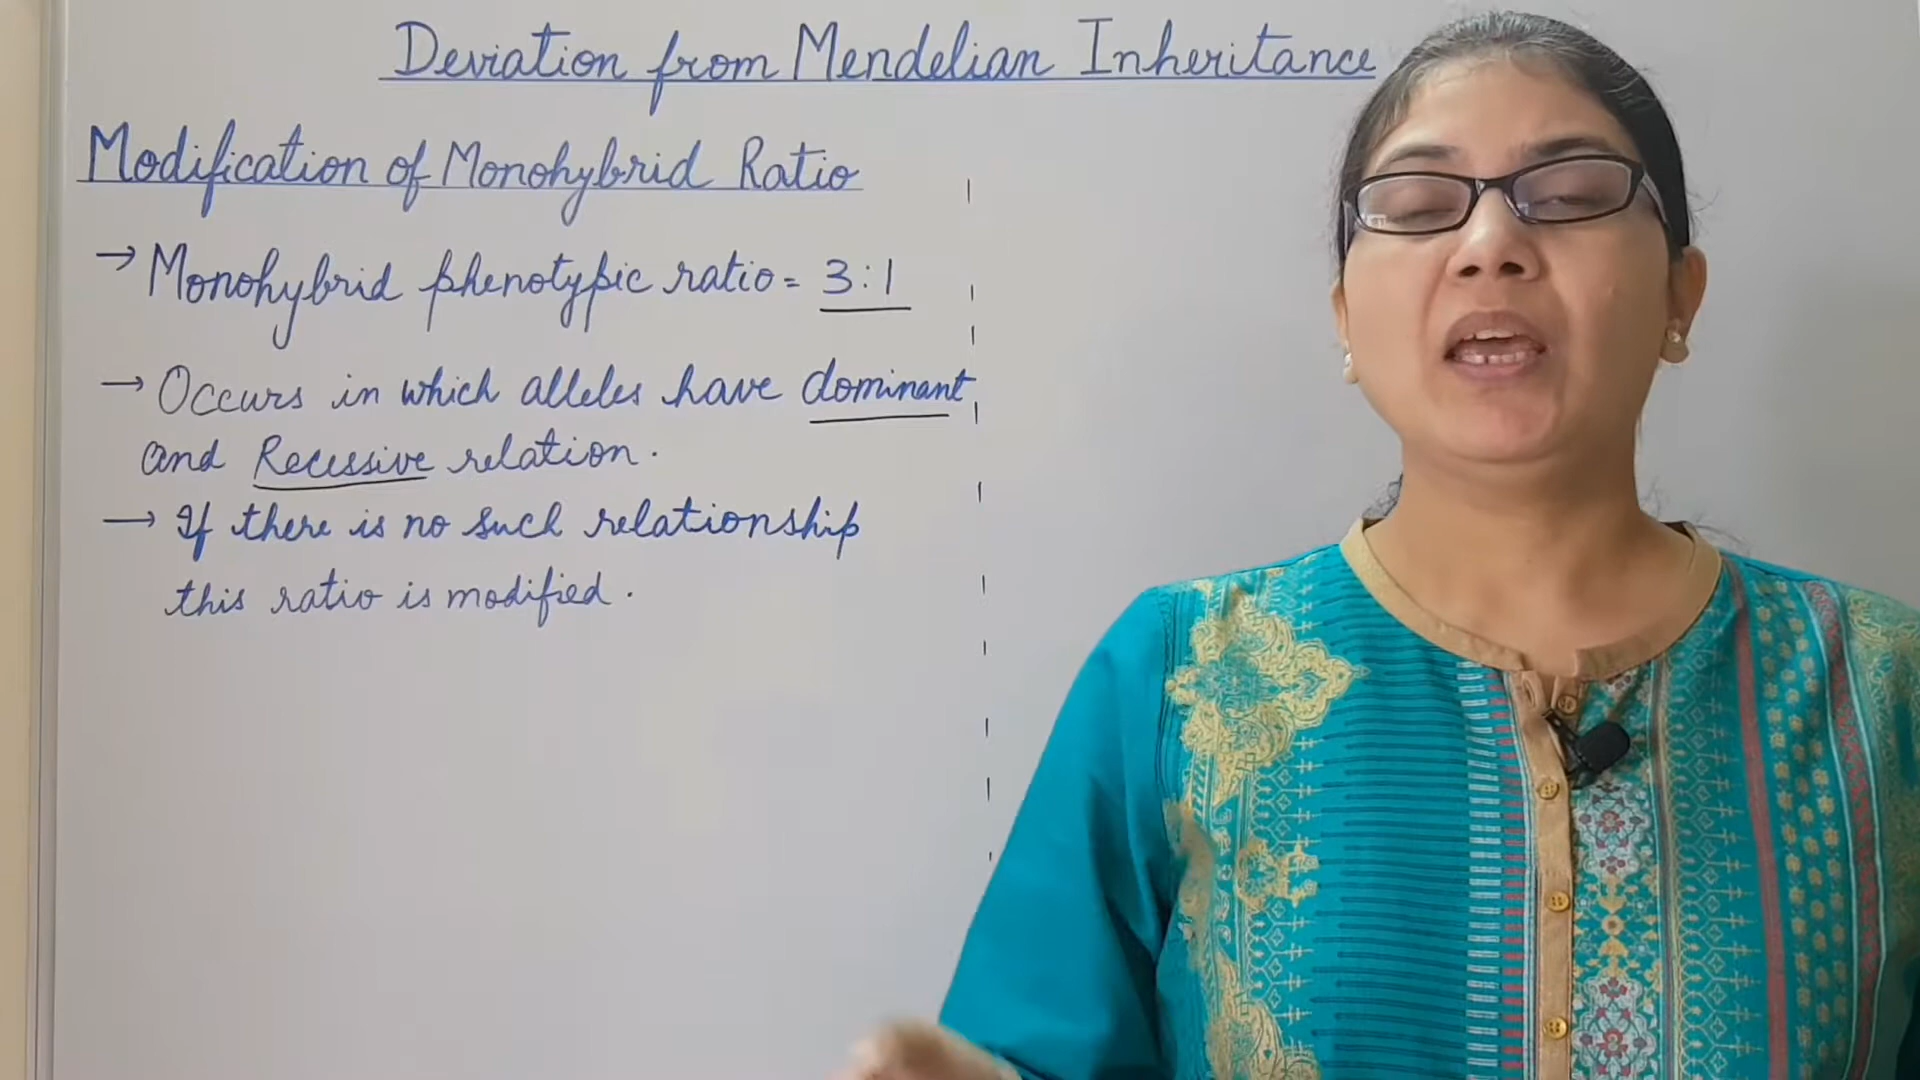 Deviation from Mendelian Inheritance
Modification of Monohybrid Ratio
→ Monohybrid phenotypic ratio = 3:1
→ Occurs in which alleles have dominant
and Recessive relation.
→ If there is no such relationship
this ratio is modified.